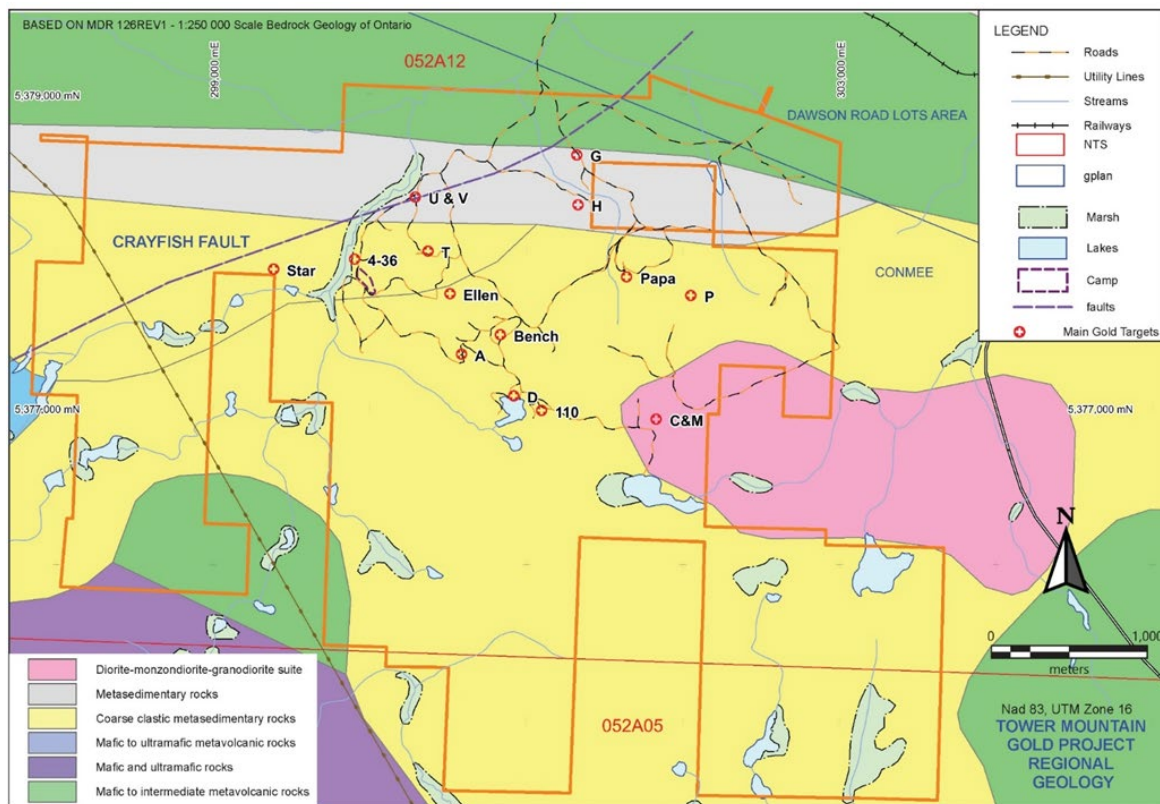 BASED ON MDR 126REV1 - 1:250 000 Scale Bedrock Geology of Ontario
052A12
299,000 mE
303,000 mE
5,379,000 mN
DAWSON ROAD LOTS AREA
G
U & V
H
CRAYFISH FAULT
T
4-36
Star
Papa
CONMEE
Ellen
P
Bench
A
D
110
C&M
5,377,000 mN
5,377,000 mN
052A05
LEGEND
Roads
Utility Lines
Streams
Railways
NTS
gplan
Marsh
Lakes
Camp
faults
Main Gold Targets
N
0 1,000
meters
Nad 83, UTM Zone 16
TOWER MOUNTAIN
GOLD PROJECT
REGIONAL
GEOLOGY
Diorite-monzondiorite-granodiorite suite
Metasedimentary rocks
Coarse clastic metasedimentary rocks
Mafic to ultramafic metavolcanic rocks
Mafic and ultramafic rocks
Mafic to intermediate metavolcanic rocks